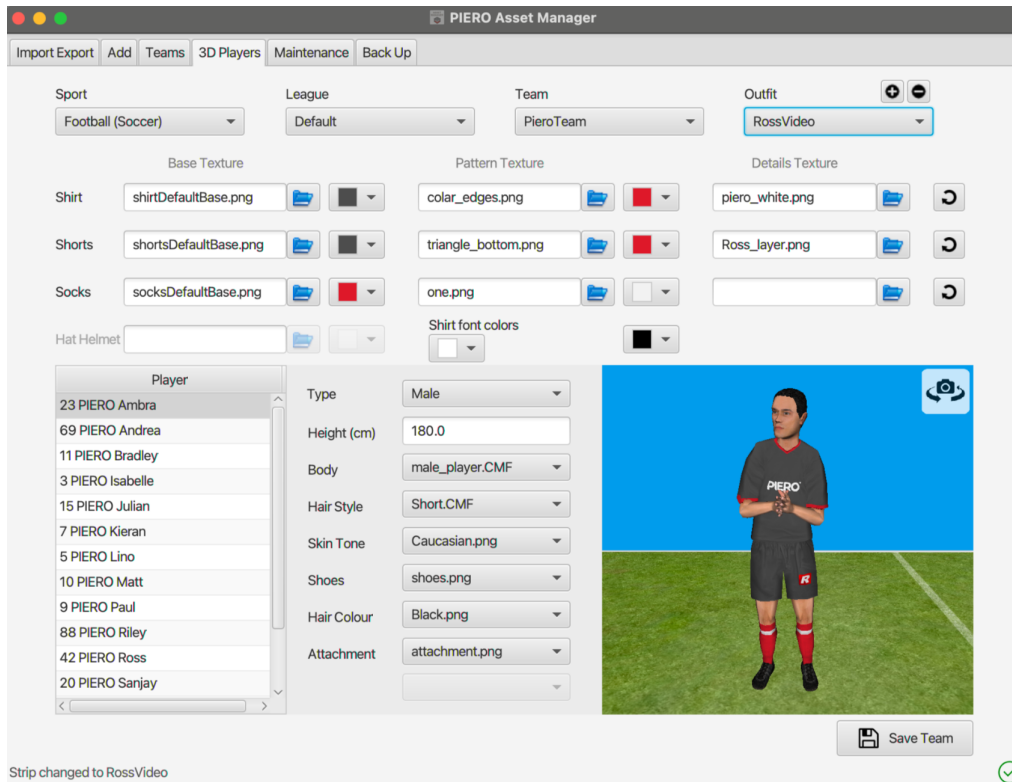 PIERO Asset Manager
Import Export Add Teams 3D Players Maintenance Back Up
Sport League Team Outfit
Football (Soccer) Default PieroTeam RossVideo
Base Texture Pattern Texture Details Texture
Shirt shirtDefaultBase.png colar_edges.png piero_white.png
Shorts shortsDefaultBase.png triangle_bottom.png Ross_layer.png
Socks socksDefaultBase.png one.png
Hat Helmet Shirt font colors
Player
23 PIERO Ambra
69 PIERO Andrea
11 PIERO Bradley
3 PIERO Isabelle
15 PIERO Julian
7 PIERO Kieran
5 PIERO Lino
10 PIERO Matt
9 PIERO Paul
88 PIERO Riley
42 PIERO Ross
20 PIERO Sanjay
Type Male
Height (cm) 180.0
Body male_player.CMF
Hair Style Short.CMF
Skin Tone Caucasian.png
Shoes shoes.png
Hair Colour Black.png
Attachment attachment.png
PIERO
R
Save Team
Strip changed to RossVideo